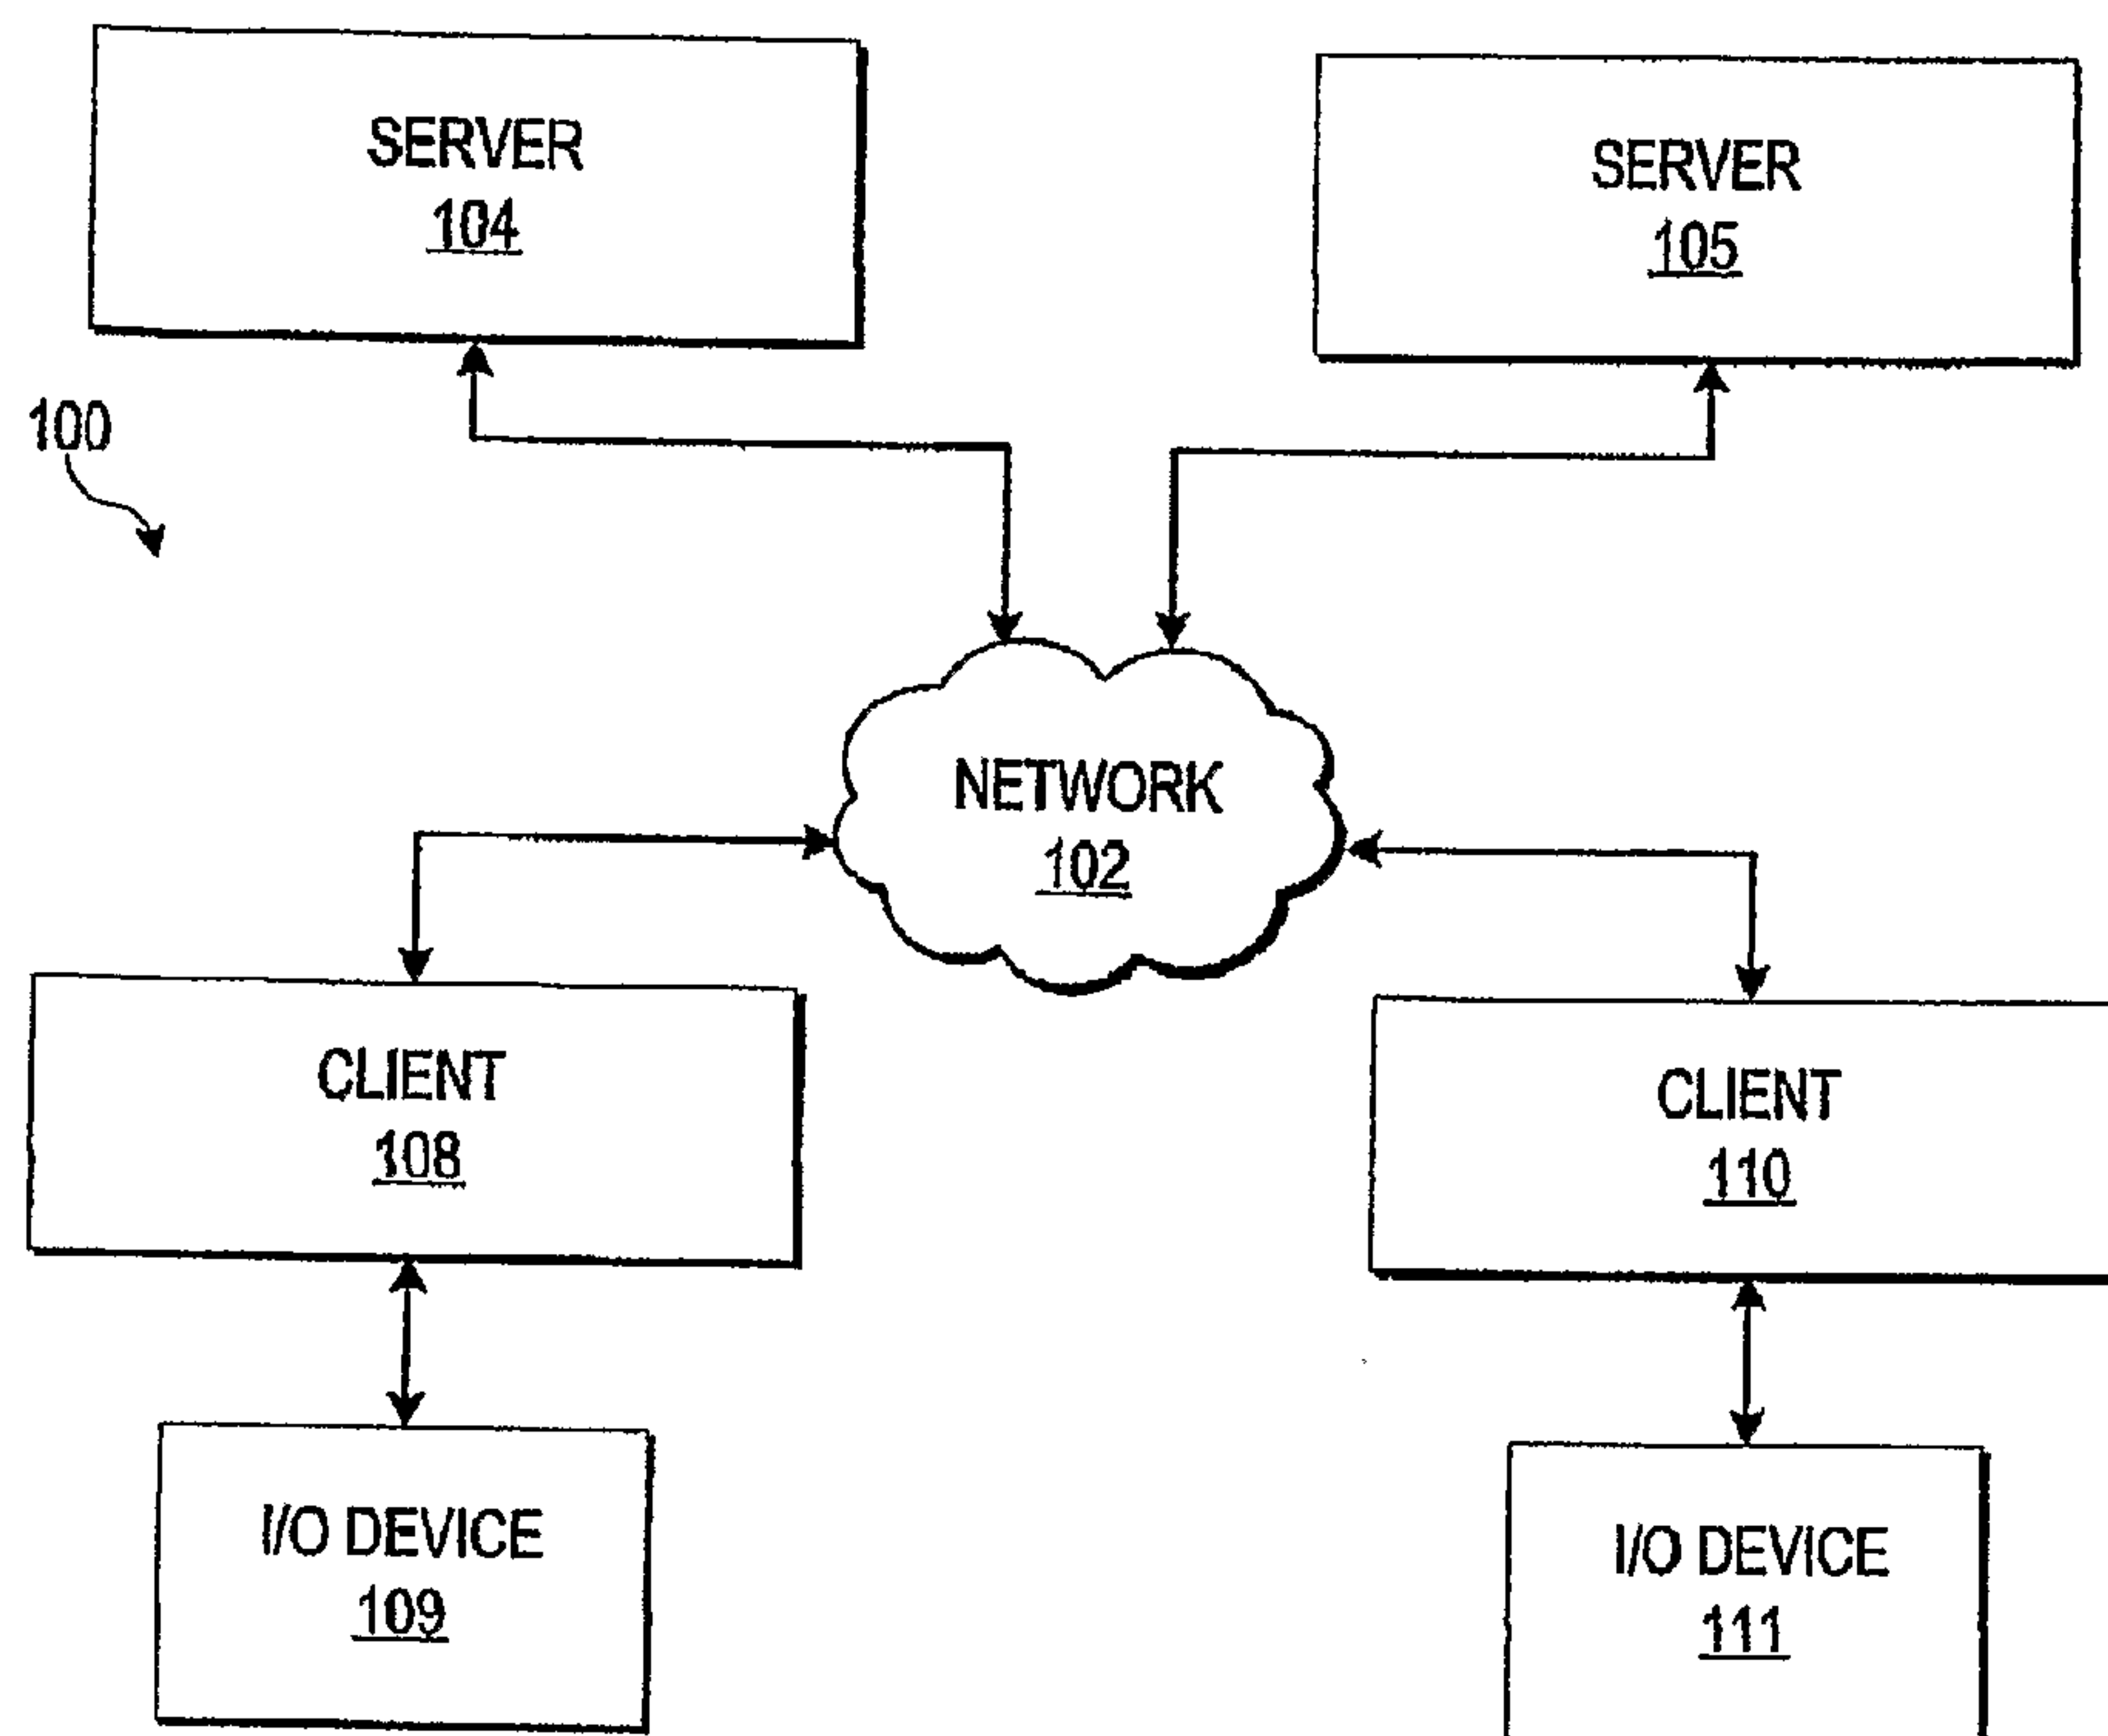 SERVER
104
SERVER
105
100
NETWORK
102
CLIENT
108
CLIENT
110
I/O DEVICE
109
I/O DEVICE
111